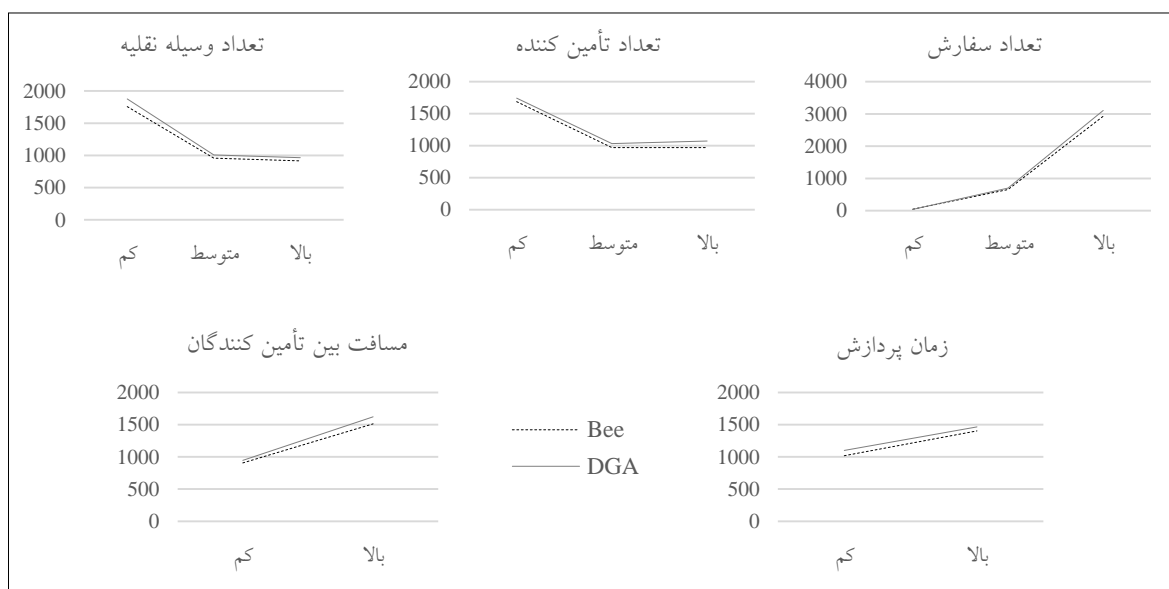 تعداد وسیله نقلیه
2000
1500
1000
500
0
کم متوسط بالا
تعداد تأمین کننده
2000
1500
1000
500
0
کم متوسط بالا
تعداد سفارش
4000
3000
2000
1000
0
کم متوسط بالا
مسافت بین تأمین کنندگان
2000
1500
1000
500
0
کم بالا
Bee
DGA
زمان پردازش
2000
1500
1000
500
0
کم بالا